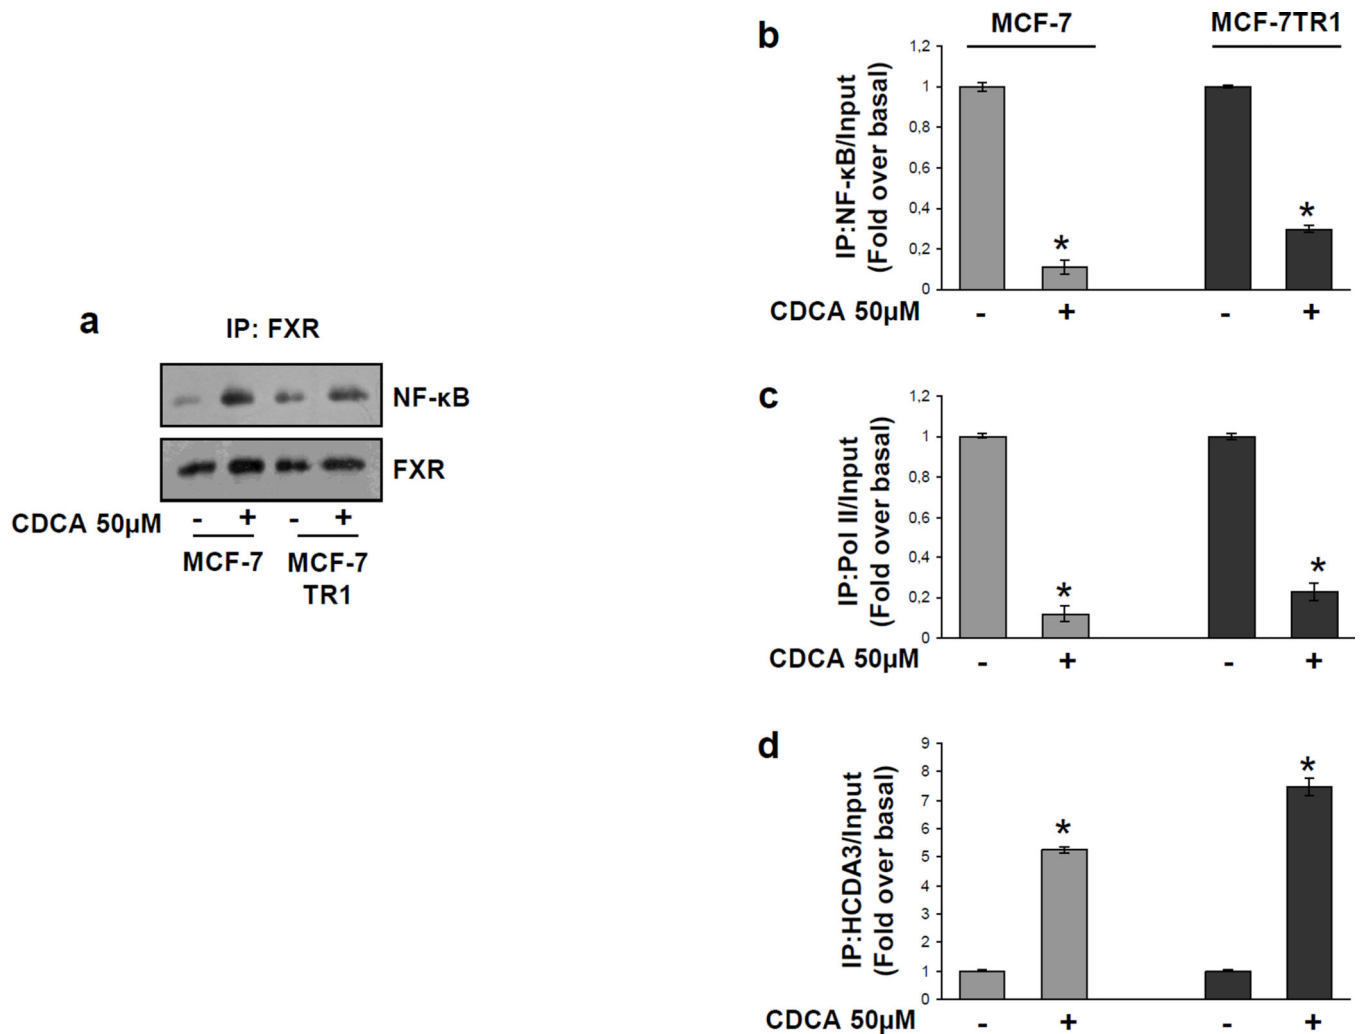 a
IP: FXR
NF-κB
FXR
CDCA 50µM - + - +
MCF-7 MCF-7
TR1
b
MCF-7 MCF-7TR1
IP:NF-κB/Input
(Fold over basal)
1,2
1
0,8
0,6
0,4
0,2
0
*
*
CDCA 50µM - + - +
c
IP:Pol II/Input
(Fold over basal)
1,2
1
0,8
0,6
0,4
0,2
0
*
*
CDCA 50µM - + - +
d
IP:HCDA3/Input
(Fold over basal)
9
8
7
6
5
4
3
2
1
0
*
*
CDCA 50µM - + - +